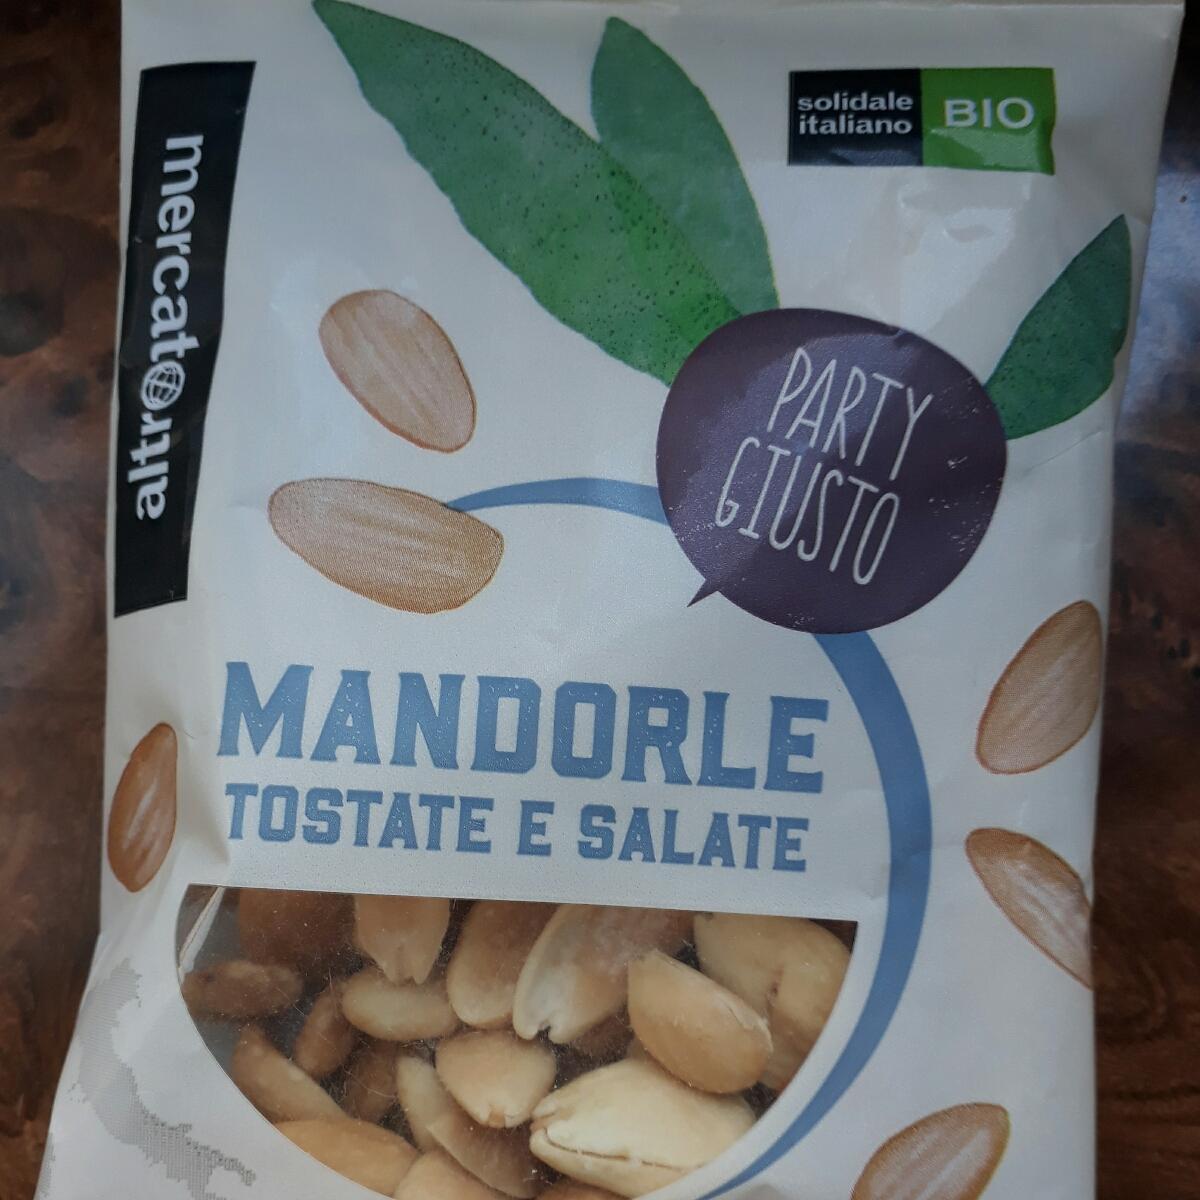 altromercato
solidale
italiano
BIO
PARTY
GIUSTO
MANDORLE
TOSTATE E SALATE